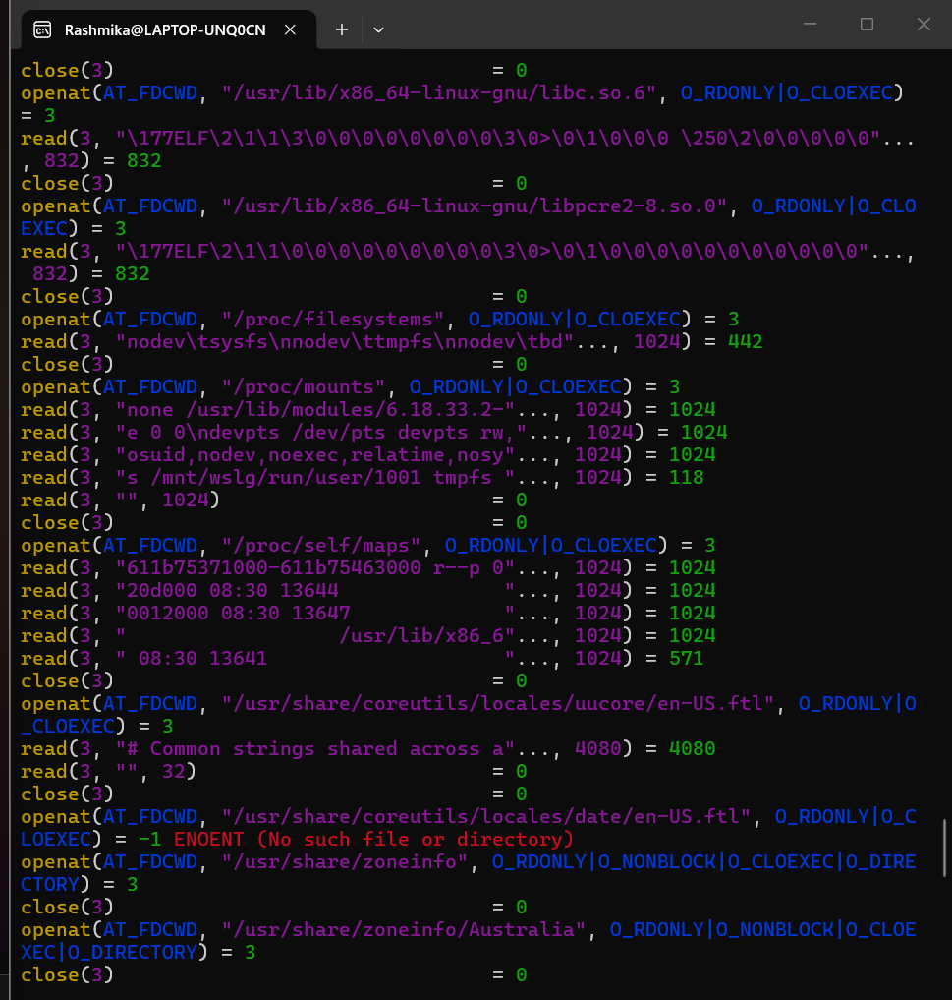 Rashmika@LAPTOP-UNQ0CN
close(3)                                = 0
openat(AT_FDCWD, "/usr/lib/x86_64-linux-gnu/libc.so.6", O_RDONLY|O_CLOEXEC)
= 3
read(3, "\177ELF\2\1\1\3\0\0\0\0\0\0\0\0\3\0>\0\1\0\0\0 \250\2\0\0\0\0\0"...
, 832) = 832
close(3)                                = 0
openat(AT_FDCWD, "/usr/lib/x86_64-linux-gnu/libpcre2-8.so.0", O_RDONLY|O_CLO
EXEC) = 3
read(3, "\177ELF\2\1\1\0\0\0\0\0\0\0\0\0\3\0>\0\1\0\0\0\0\0\0\0\0\0\0\0"...,
 832) = 832
close(3)                                = 0
openat(AT_FDCWD, "/proc/filesystems", O_RDONLY|O_CLOEXEC) = 3
read(3, "nodev\tsysfs\nnodev\ttmpfs\nnodev\tbd"..., 1024) = 442
close(3)                                = 0
openat(AT_FDCWD, "/proc/mounts", O_RDONLY|O_CLOEXEC) = 3
read(3, "none /usr/lib/modules/6.18.33.2-"..., 1024) = 1024
read(3, "e 0 0\ndevpts /dev/pts devpts rw,"..., 1024) = 1024
read(3, "osuid,nodev,noexec,relatime,nosy"..., 1024) = 1024
read(3, "s /mnt/wslg/run/user/1001 tmpfs "..., 1024) = 118
read(3, "", 1024)                       = 0
close(3)                                = 0
openat(AT_FDCWD, "/proc/self/maps", O_RDONLY|O_CLOEXEC) = 3
read(3, "611b75371000-611b75463000 r--p 0"..., 1024) = 1024
read(3, "20d000 08:30 13644              "..., 1024) = 1024
read(3, "0012000 08:30 13647             "..., 1024) = 1024
read(3, "                  /usr/lib/x86_6"..., 1024) = 1024
read(3, " 08:30 13641                    "..., 1024) = 571
close(3)                                = 0
openat(AT_FDCWD, "/usr/share/coreutils/locales/uucore/en-US.ftl", O_RDONLY|O
_CLOEXEC) = 3
read(3, "# Common strings shared across a"..., 4080) = 4080
read(3, "", 32)                         = 0
close(3)                                = 0
openat(AT_FDCWD, "/usr/share/coreutils/locales/date/en-US.ftl", O_RDONLY|O_C
LOEXEC) = -1 ENOENT (No such file or directory)
openat(AT_FDCWD, "/usr/share/zoneinfo", O_RDONLY|O_NONBLOCK|O_CLOEXEC|O_DIRE
CTORY) = 3
close(3)                                = 0
openat(AT_FDCWD, "/usr/share/zoneinfo/Australia", O_RDONLY|O_NONBLOCK|O_CLOE
XEC|O_DIRECTORY) = 3
close(3)                                = 0